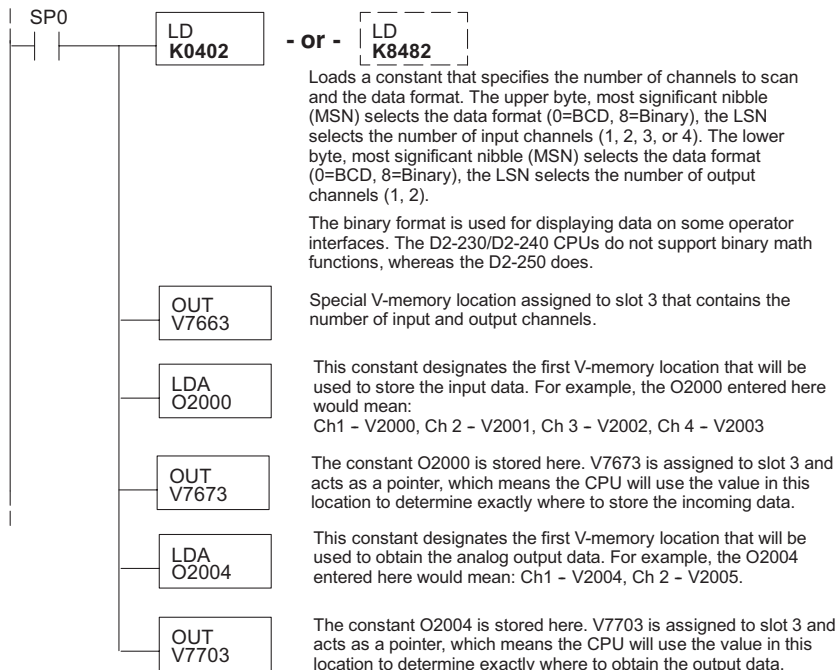 SP0
LD
K0402
- or -
LD
K8482
Loads a constant that specifies the number of channels to scan
and the data format. The upper byte, most significant nibble
(MSN) selects the data format (0=BCD, 8=Binary), the LSN
selects the number of input channels (1, 2, 3, or 4). The lower
byte, most significant nibble (MSN) selects the data format
(0=BCD, 8=Binary), the LSN selects the number of output
channels (1, 2).
The binary format is used for displaying data on some operator
interfaces. The D2-230/D2-240 CPUs do not support binary math
functions, whereas the D2-250 does.
OUT
V7663
Special V-memory location assigned to slot 3 that contains the
number of input and output channels.
LDA
O2000
This constant designates the first V-memory location that will be
used to store the input data. For example, the O2000 entered here
would mean:
Ch1 - V2000, Ch 2 - V2001, Ch 3 - V2002, Ch 4 - V2003
OUT
V7673
The constant O2000 is stored here. V7673 is assigned to slot 3 and
acts as a pointer, which means the CPU will use the value in this
location to determine exactly where to store the incoming data.
LDA
O2004
This constant designates the first V-memory location that will be
used to obtain the analog output data. For example, the O2004
entered here would mean: Ch1 - V2004, Ch 2 - V2005.
OUT
V7703
The constant O2004 is stored here. V7703 is assigned to slot 3 and
acts as a pointer, which means the CPU will use the value in this
location to determine exactly where to obtain the output data.